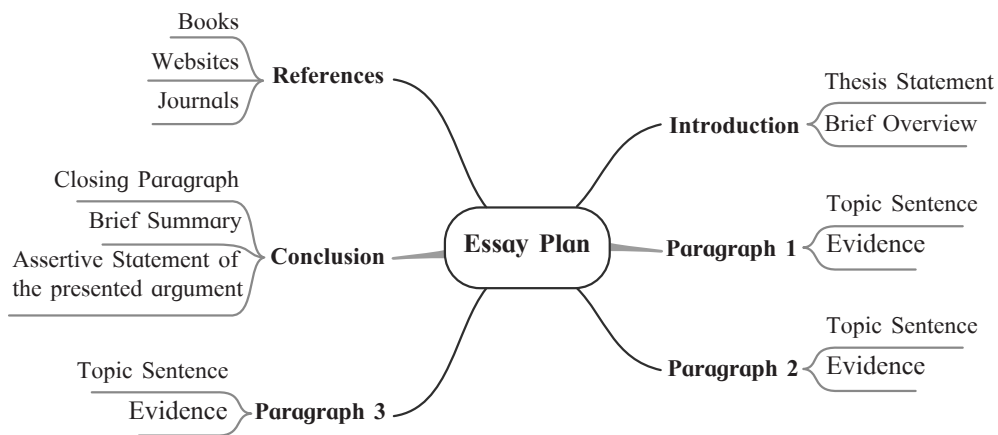 Essay Plan
Introduction
Thesis Statement
Brief Overview
Paragraph 1
Topic Sentence
Evidence
Paragraph 2
Topic Sentence
Evidence
Paragraph 3
Topic Sentence
Evidence
Conclusion
Closing Paragraph
Brief Summary
Assertive Statement of
the presented argument
References
Books
Websites
Journals